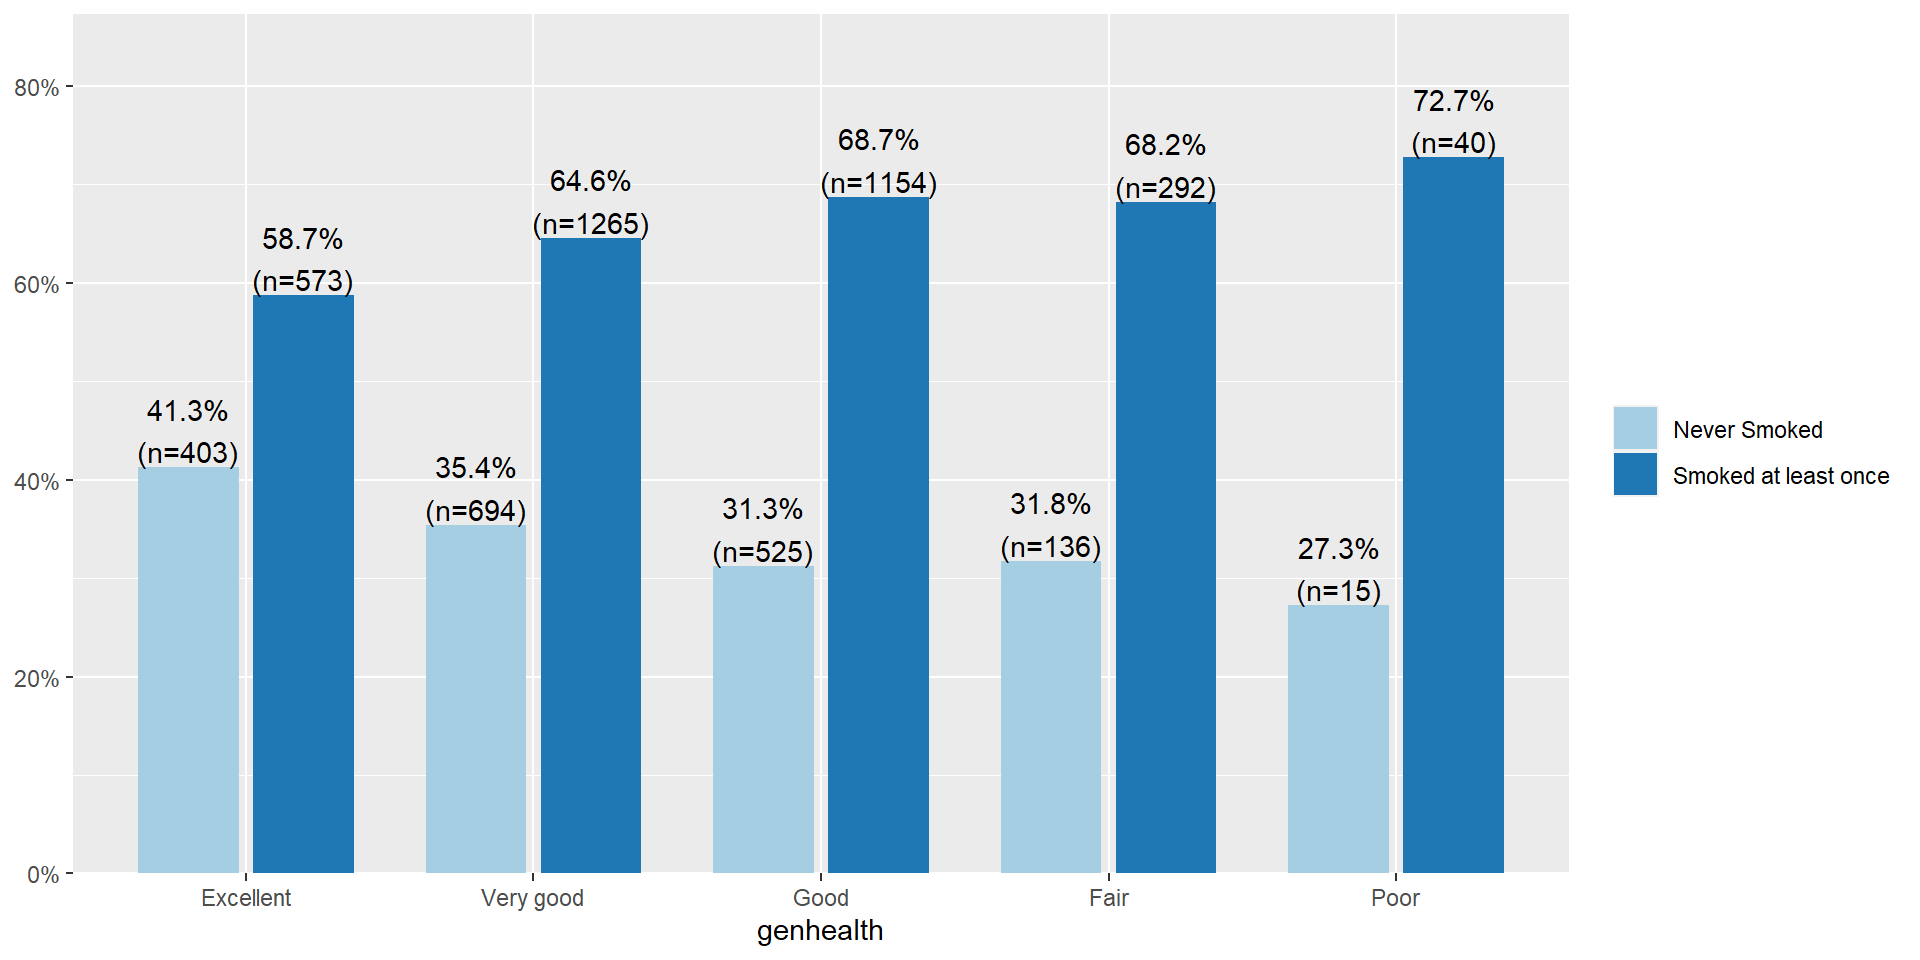 80%
60%
40%
20%
0%
41.3%
(n=403)
58.7%
(n=573)
35.4%
(n=694)
64.6%
(n=1265)
31.3%
(n=525)
68.7%
(n=1154)
31.8%
(n=136)
68.2%
(n=292)
27.3%
(n=15)
72.7%
(n=40)
Excellent
Very good
Good
Fair
Poor
genhealth
Never Smoked
Smoked at least once